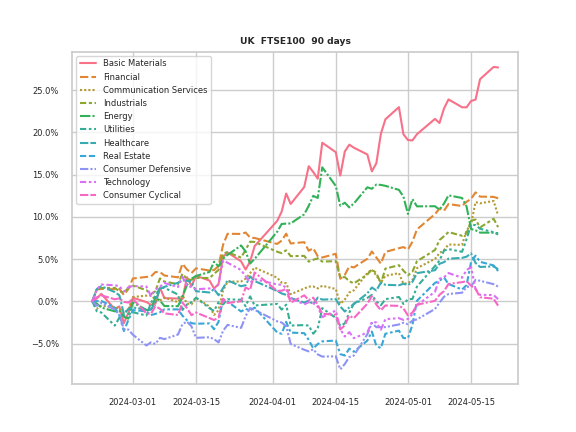 UK FTSE100 90 days
25.0%
20.0%
15.0%
10.0%
5.0%
0.0%
−5.0%
Basic Materials
Financial
Communication Services
Industrials
Energy
Utilities
Healthcare
Real Estate
Consumer Defensive
Technology
Consumer Cyclical
2024-03-01 2024-03-15 2024-04-01 2024-04-15 2024-05-01 2024-05-15